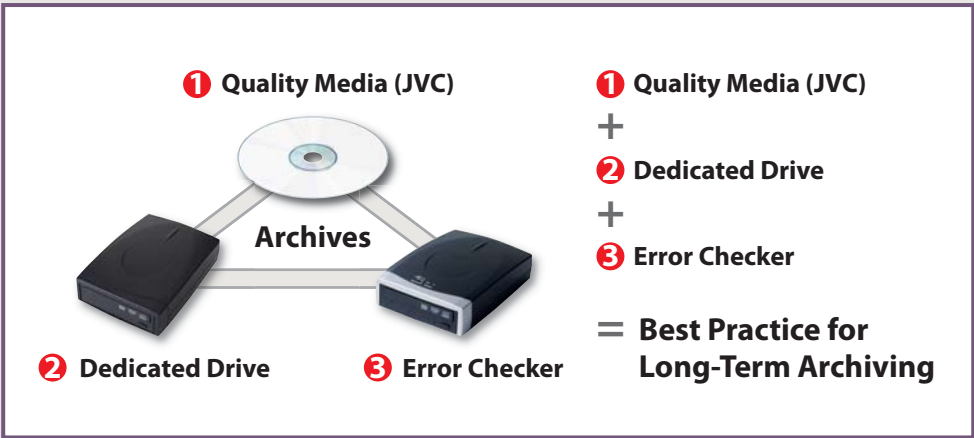 1 Quality Media (JVC)
Archives
2 Dedicated Drive
3 Error Checker
1 Quality Media (JVC)
+
2 Dedicated Drive
+
3 Error Checker
= Best Practice for
Long-Term Archiving